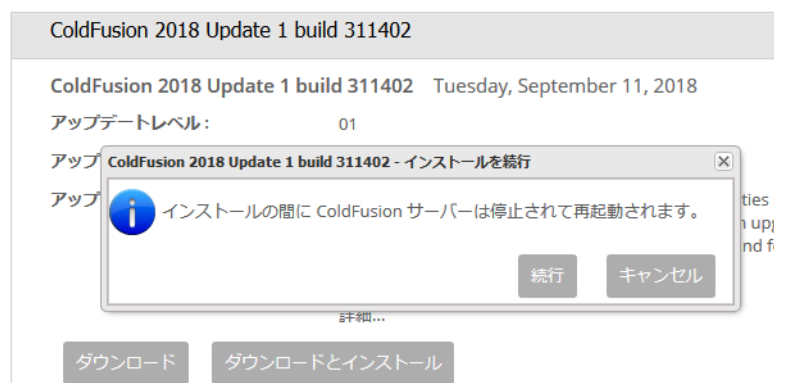 ColdFusion 2018 Update 1 build 311402
ColdFusion 2018 Update 1 build 311402 Tuesday, September 11, 2018
アップデートレベル : 01
アップ
ColdFusion 2018 Update 1 build 311402 - インストールを続行
アップ
ties
インストールの間に ColdFusion サーバーは停止されて再起動されます。
nd
続行 キャンセル
詳細...
ダウンロード ダウンロードとインストール